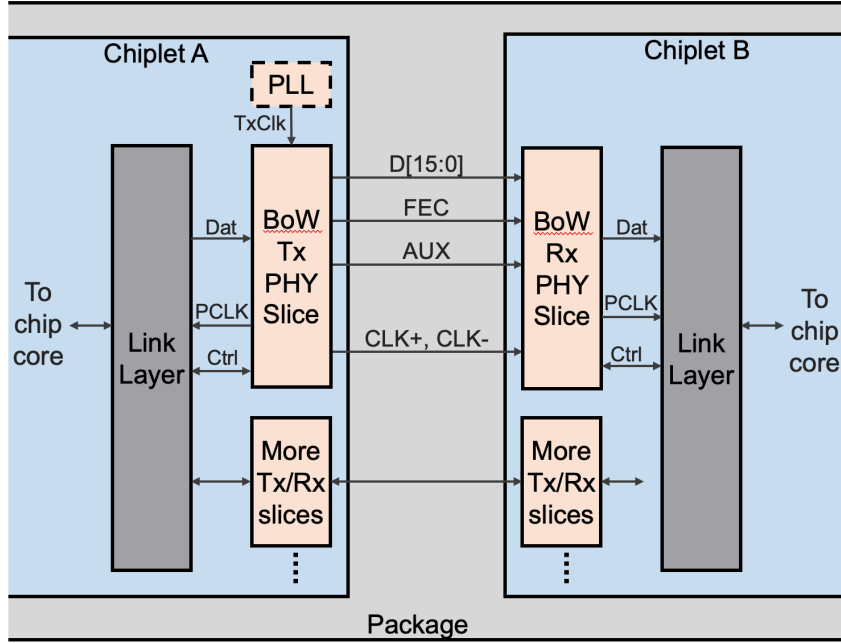 Chiplet A
Chiplet B
PLL
TxClk
D[15:0]
FEC
AUX
CLK+, CLK-
Dat
PCLK
Ctrl
BoW
Tx
PHY
Slice
BoW
Rx
PHY
Slice
Dat
PCLK
Ctrl
To
chip
core
Link
Layer
Link
Layer
To
chip
core
More
Tx/Rx
slices
More
Tx/Rx
slices
Package